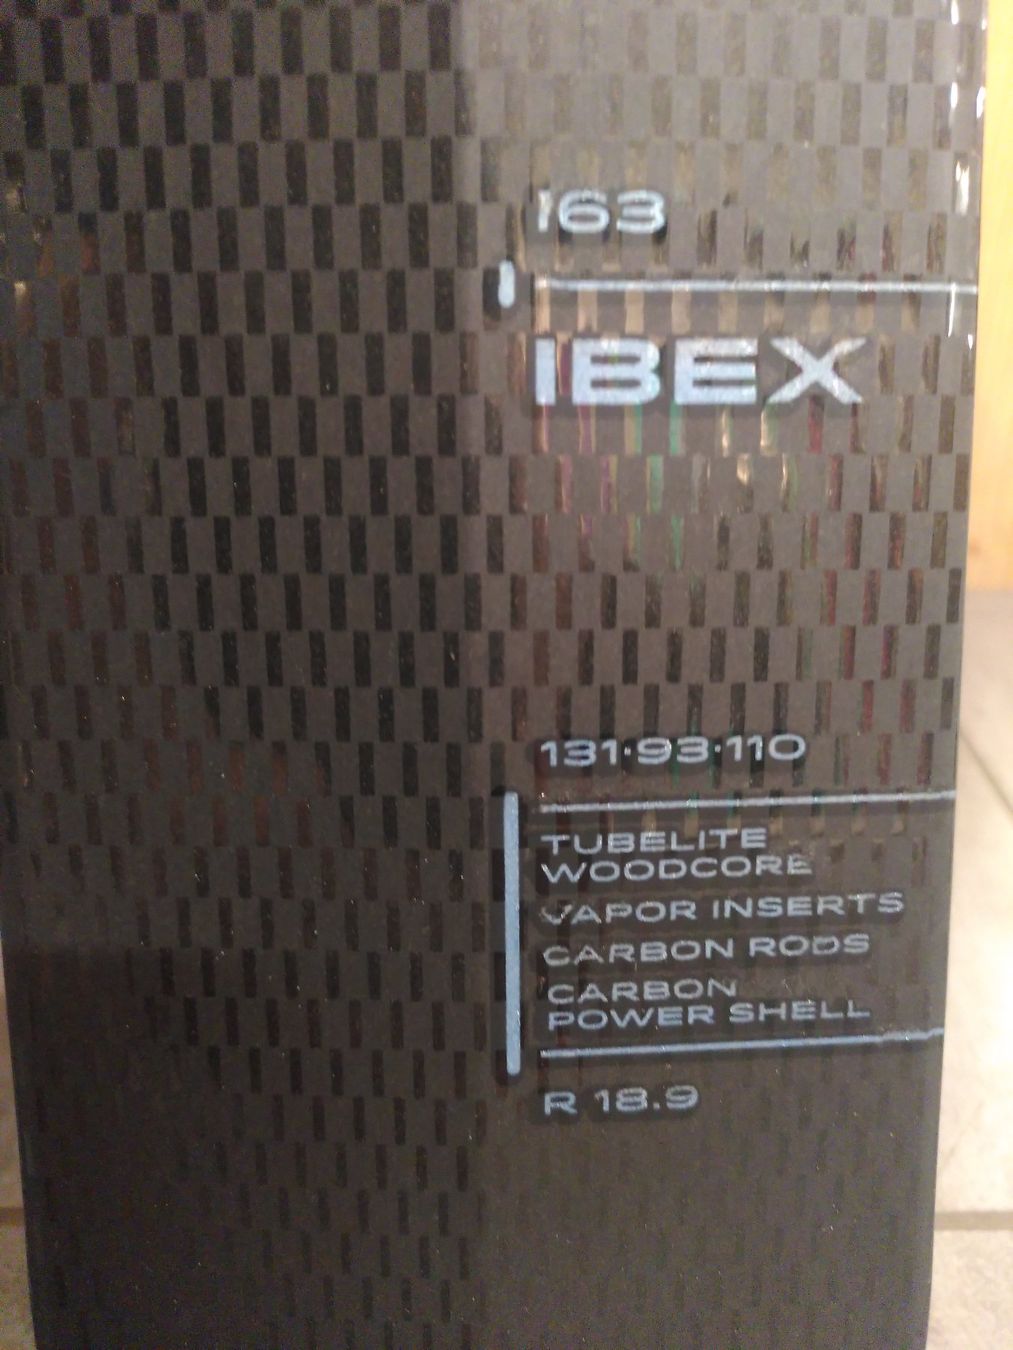 163
IBEX
131·93·110
TUBELITE
WOODCORE
VAPOR INSERTS
CARBON RODS
CARBON
POWER SHELL
R 18.9